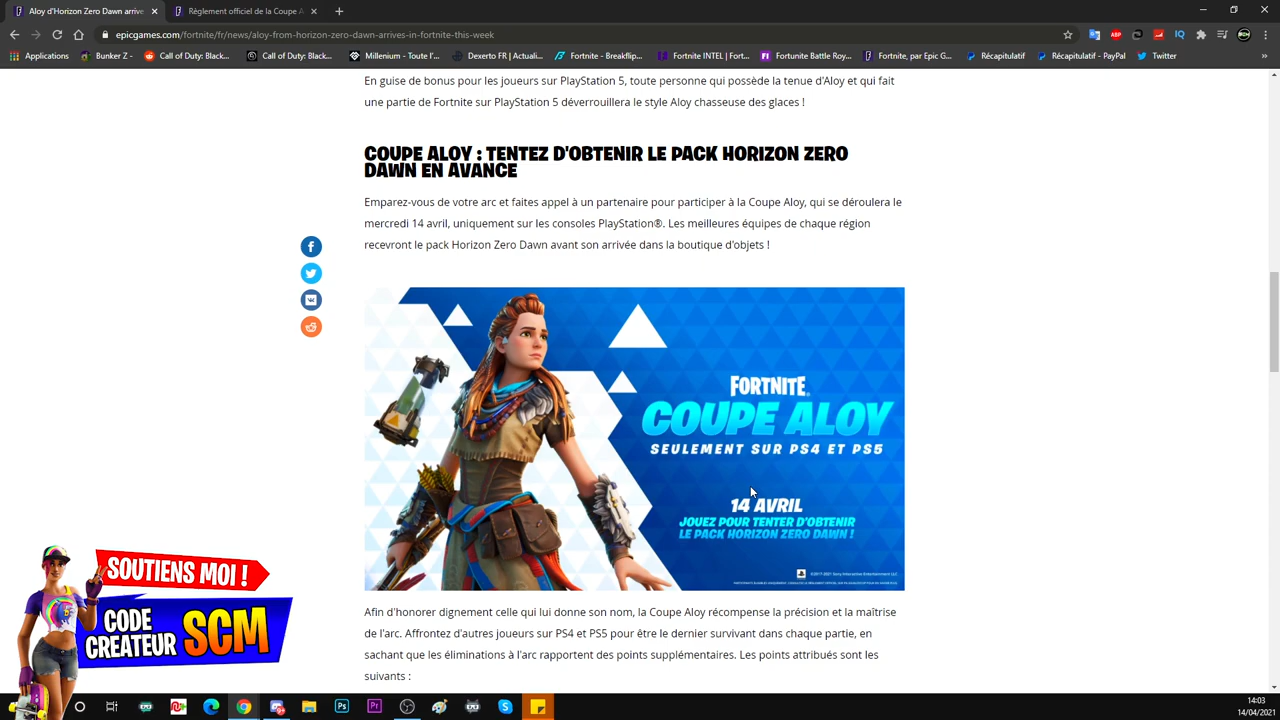 Aloy d'Horizon Zero Dawn arrive
Réglement officiel de la Coupe A
epicgames.com/fortnite/fr/news/aloy-from-horizon-zero-dawn-arrives-in-fortnite-this-week
Applications
Bunker Z -
Call of Duty: Black...
Call of Duty: Black...
Millenium - Toute l'...
Dexerto FR | Actuali...
Fortnite - Breakflip...
Fortnite INTEL | Fort...
Fortunite Battle Roy...
Fortnite, par Epic G...
Récapitulatif
Récapitulatif - PayPal
Twitter
En guise de bonus pour les joueurs sur PlayStation 5, toute personne qui possède la tenue d'Aloy et qui fait
une partie de Fortnite sur PlayStation 5 déverrouillera le style Aloy chasseuse des glaces !
COUPE ALOY : TENTEZ D'OBTENIR LE PACK HORIZON ZERO
DAWN EN AVANCE
Emparez-vous de votre arc et faites appel à un partenaire pour participer à la Coupe Aloy, qui se déroulera le
mercredi 14 avril, uniquement sur les consoles PlayStation®. Les meilleures équipes de chaque région
recevront le pack Horizon Zero Dawn avant son arrivée dans la boutique d'objets !
FORTNITE
COUPE ALOY
SEULEMENT SUR PS4 ET PS5
14 AVRIL
JOUEZ POUR TENTER D'OBTENIR
LE PACK HORIZON ZERO DAWN !
©2017-2021 Sony Interactive Entertainment LLC
Afin d'honorer dignement celle qui lui donne son nom, la Coupe Aloy récompense la précision et la maîtrise
de l'arc. Affrontez d'autres joueurs sur PS4 et PS5 pour être le dernier survivant dans chaque partie, en
sachant que les éliminations à l'arc rapportent des points supplémentaires. Les points attribués sont les
suivants :
SOUTIENS MOI !
CODE
CREATEUR SCM
14:03
14/04/2021